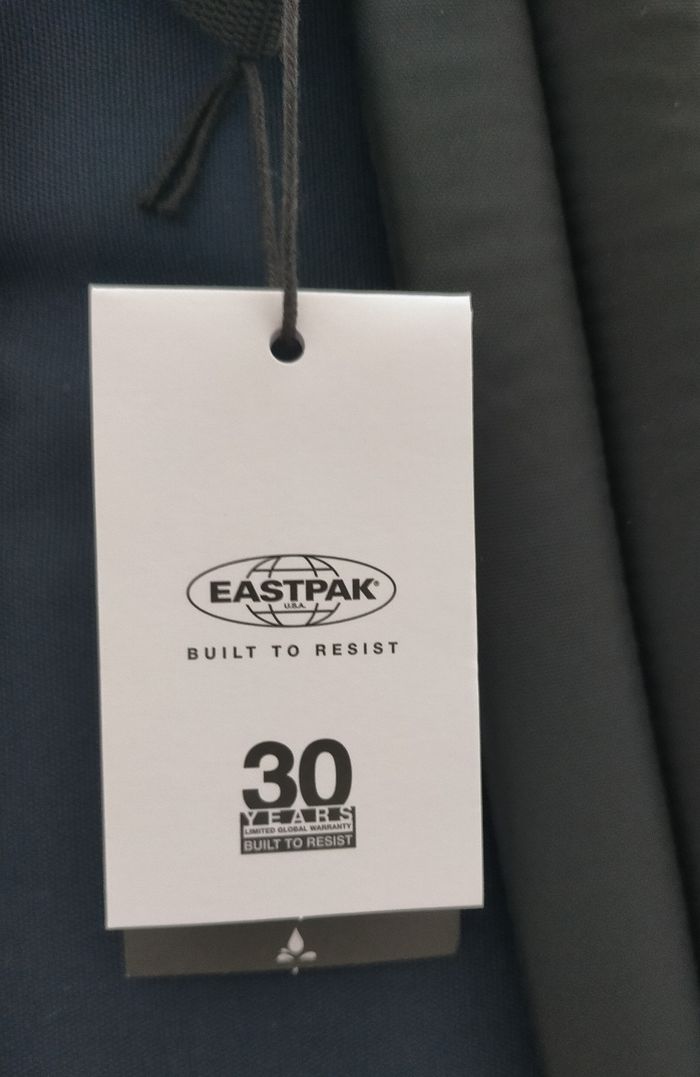 EASTPAK®
U.S.A.
BUILT TO RESIST
30
YEARS
LIMITED GLOBAL WARRANTY
BUILT TO RESIST